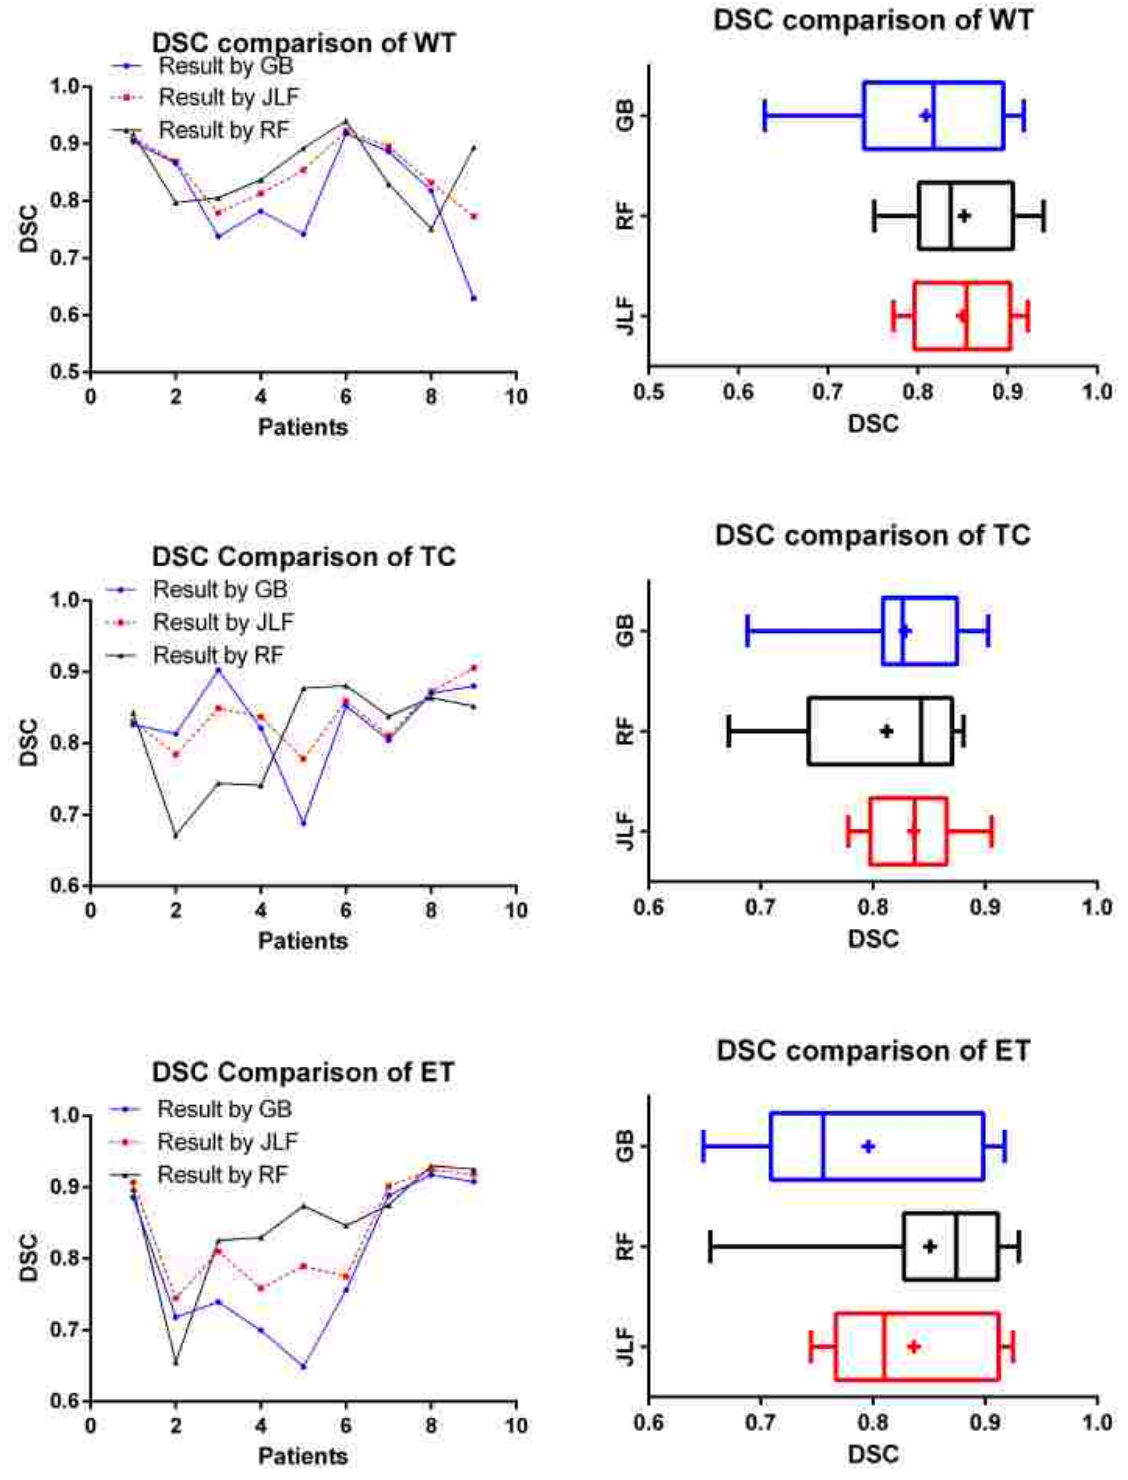 DSC comparison of WT
Result by GB
Result by JLF
Result by RF
1.0
0.9
0.8
0.7
0.6
0.5
DSC
0 2 4 6 8 10
Patients
DSC comparison of WT
GB
RF
JLF
0.5 0.6 0.7 0.8 0.9 1.0
DSC
DSC Comparison of TC
Result by GB
Result by JLF
Result by RF
1.0
0.9
0.8
0.7
0.6
DSC
0 2 4 6 8 10
Patients
DSC comparison of TC
GB
RF
JLF
0.6 0.7 0.8 0.9 1.0
DSC
DSC Comparison of ET
Result by GB
Result by JLF
Result by RF
1.0
0.9
0.8
0.7
0.6
DSC
0 2 4 6 8 10
Patients
DSC comparison of ET
GB
RF
JLF
0.6 0.7 0.8 0.9 1.0
DSC